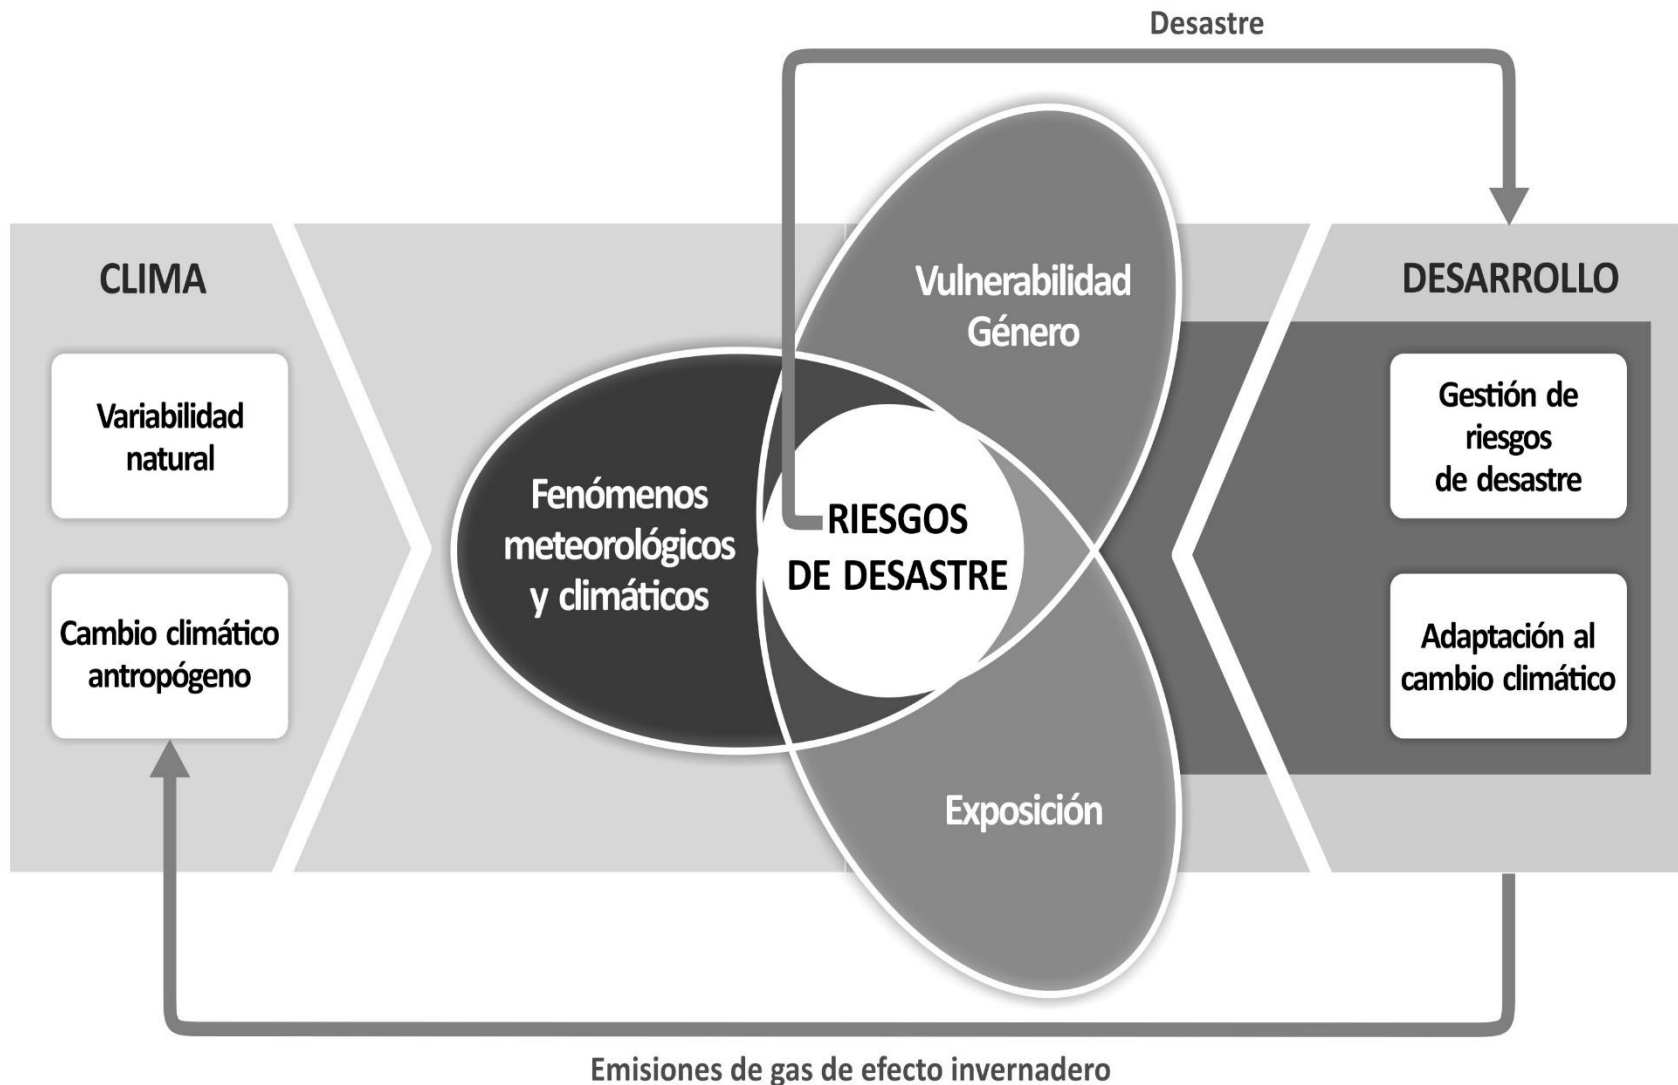 Desastre
CLIMA
Variabilidad
natural
Cambio climático
antropógeno
Fenómenos
meteorológicos
y climáticos
Vulnerabilidad
Género
RIESGOS
DE DESASTRE
Exposición
DESARROLLO
Gestión de
riesgos
de desastre
Adaptación al
cambio climático
Emisiones de gas de efecto invernadero